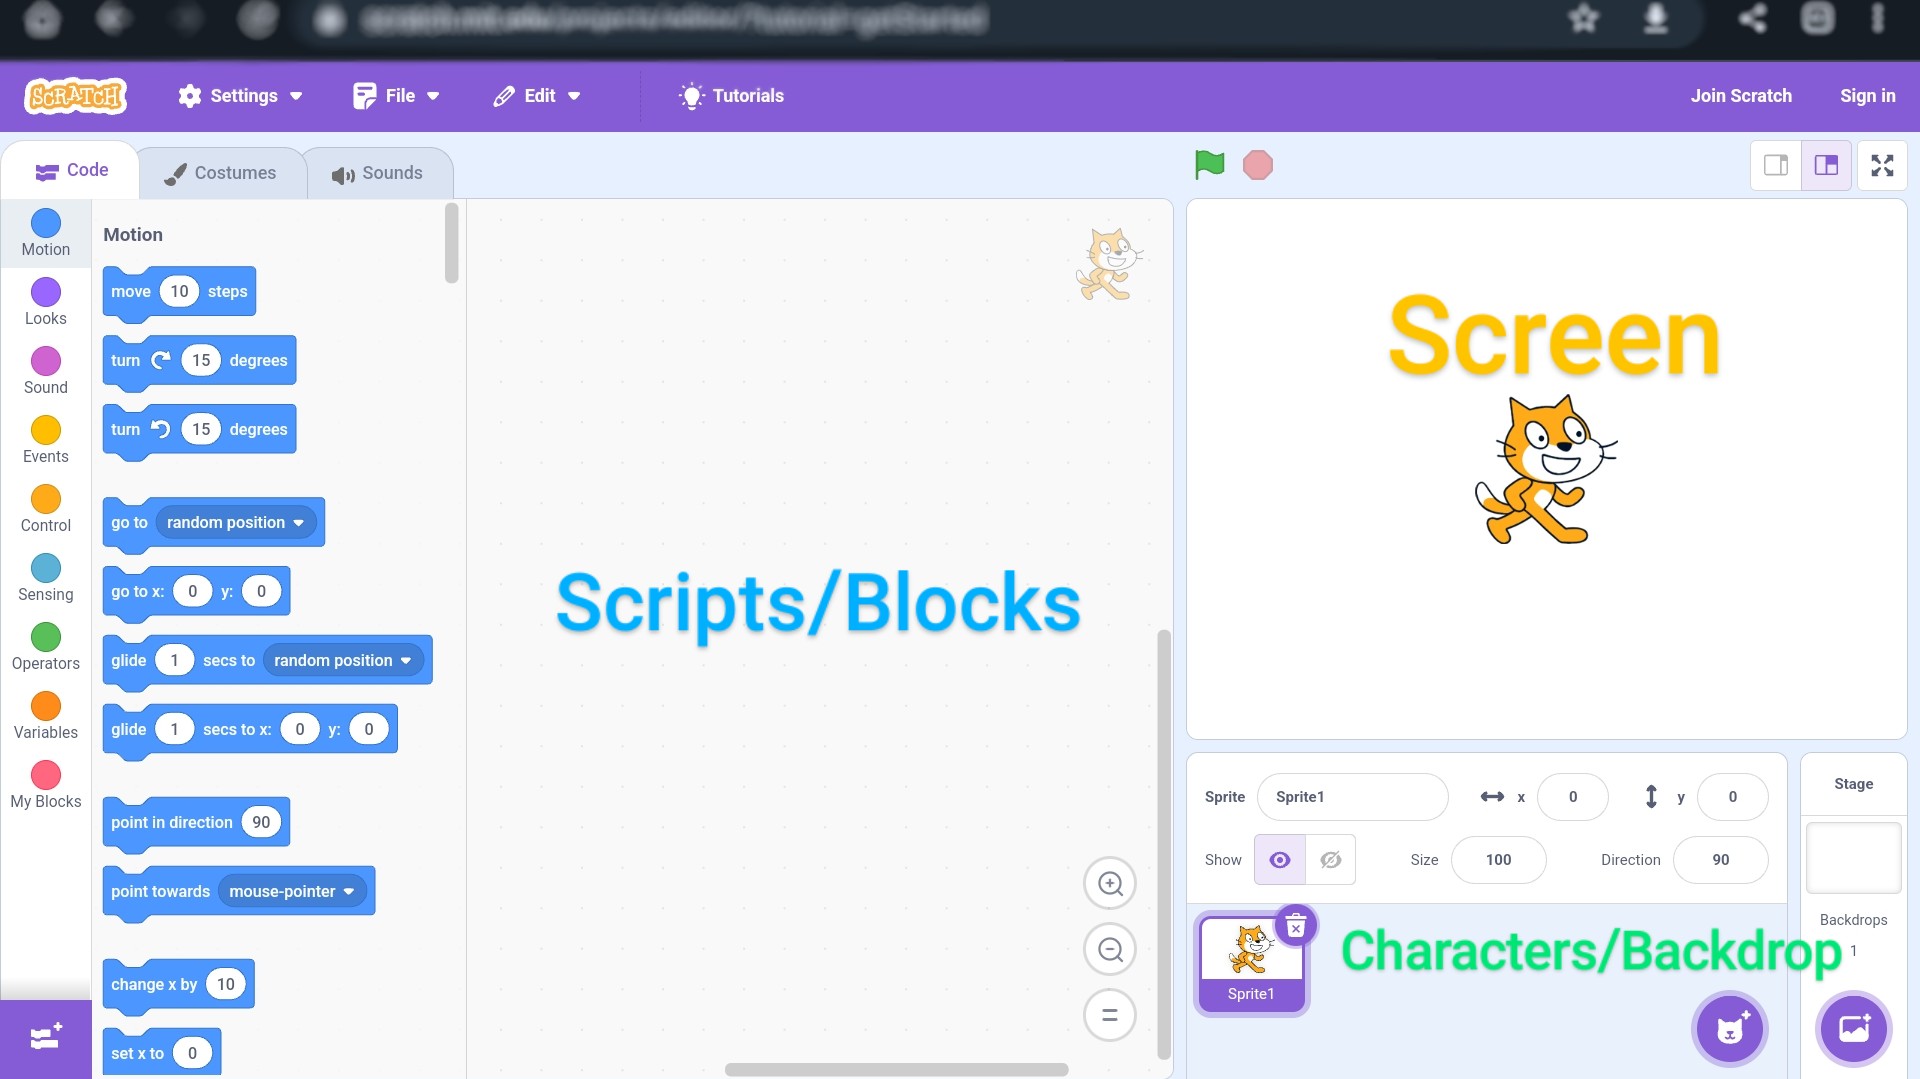 SCRATCH Settings File Edit Tutorials Join Scratch Sign in
Code Costumes Sounds
Motion
Looks
Sound
Events
Control
Sensing
Operators
Variables
My Blocks
Motion
move 10 steps
turn 15 degrees
turn 15 degrees
go to random position
go to x: 0 y: 0
glide 1 secs to random position
glide 1 secs to x: 0 y: 0
point in direction 90
point towards mouse-pointer
change x by 10
set x to 0
Scripts/Blocks
Screen
Sprite Sprite1 x 0 y 0
Show Size 100 Direction 90
Sprite1
Characters/Backdrop
Stage
Backdrops
1